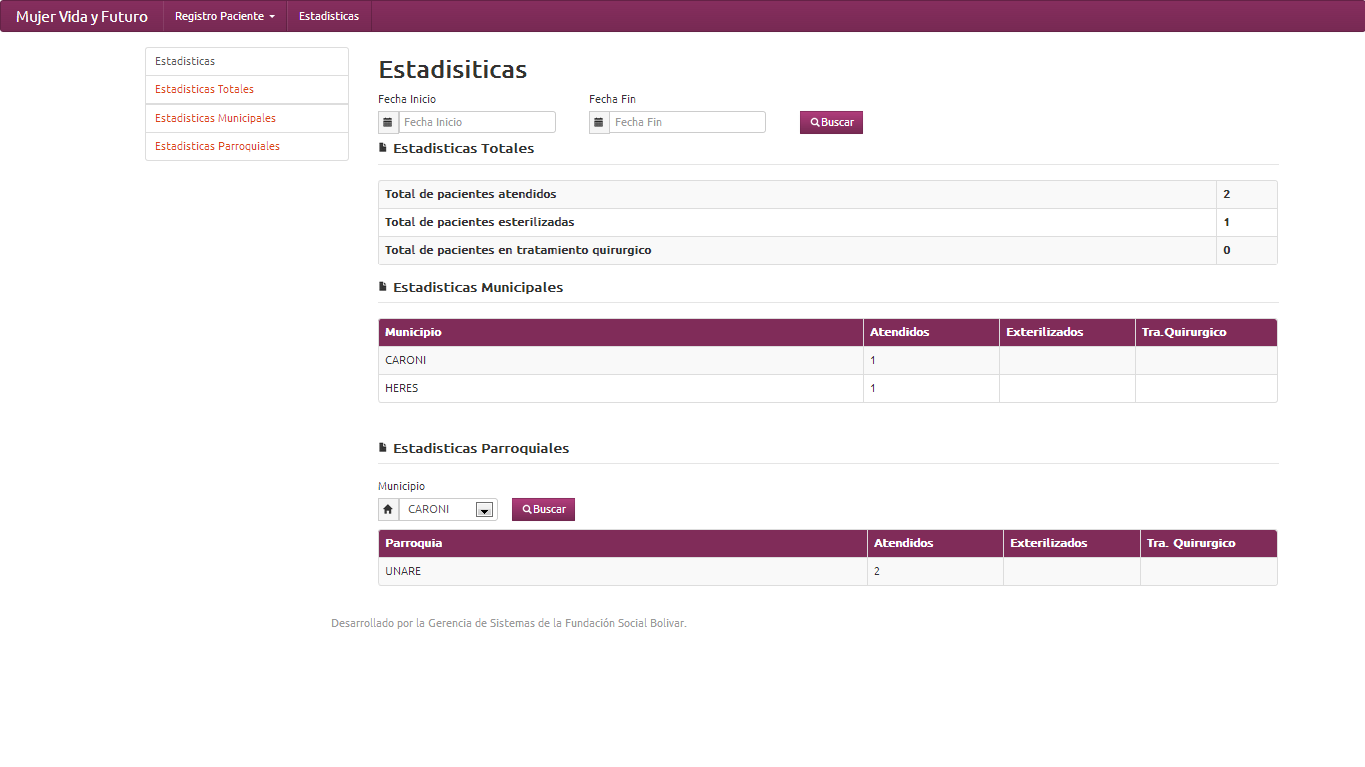 Mujer Vida y Futuro Registro Paciente Estadisticas
Estadisticas
Estadisticas Totales
Estadisticas Municipales
Estadisticas Parroquiales
Estadisiticas
Fecha Inicio Fecha Fin
Fecha Inicio Fecha Fin Buscar
Estadisticas Totales
Total de pacientes atendidos 2
Total de pacientes esterilizadas 1
Total de pacientes en tratamiento quirurgico 0
Estadisticas Municipales
Municipio Atendidos Exterilizados Tra.Quirurgico
CARONI 1
HERES 1
Estadisticas Parroquiales
Municipio
CARONI Buscar
Parroquia Atendidos Exterilizados Tra. Quirurgico
UNARE 2
Desarrollado por la Gerencia de Sistemas de la Fundación Social Bolivar.